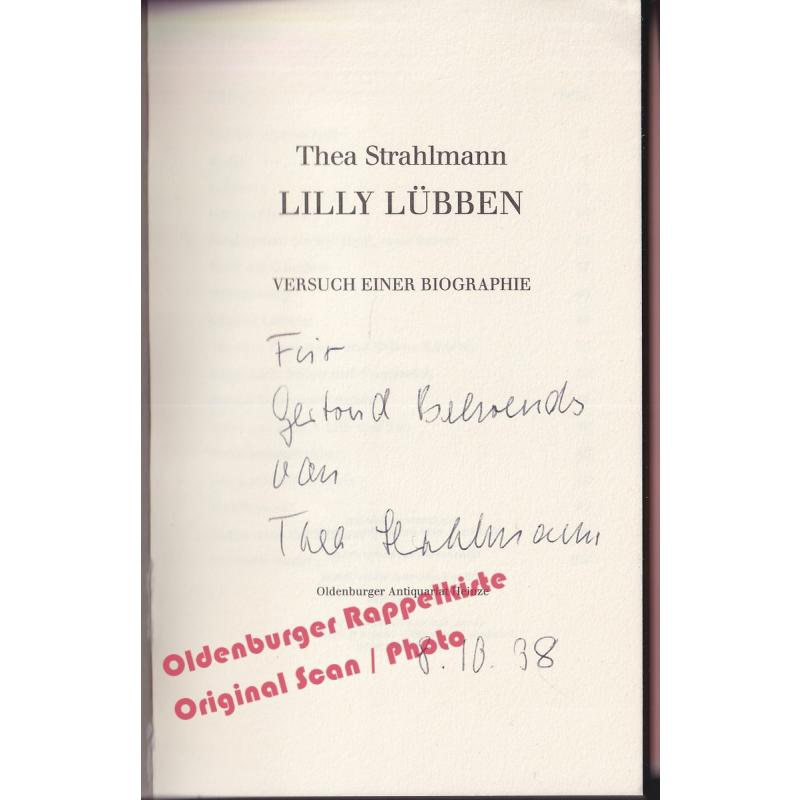 Thea Strahlmann
LILLY LÜBBEN
VERSUCH EINER BIOGRAPHIE
Für
Gertrud Behrends
von
Thea Strahlmann
Oldenburger Antiquariat Heinze
Oldenburger Rappelkiste
Original Scan / Photo
8.10.98